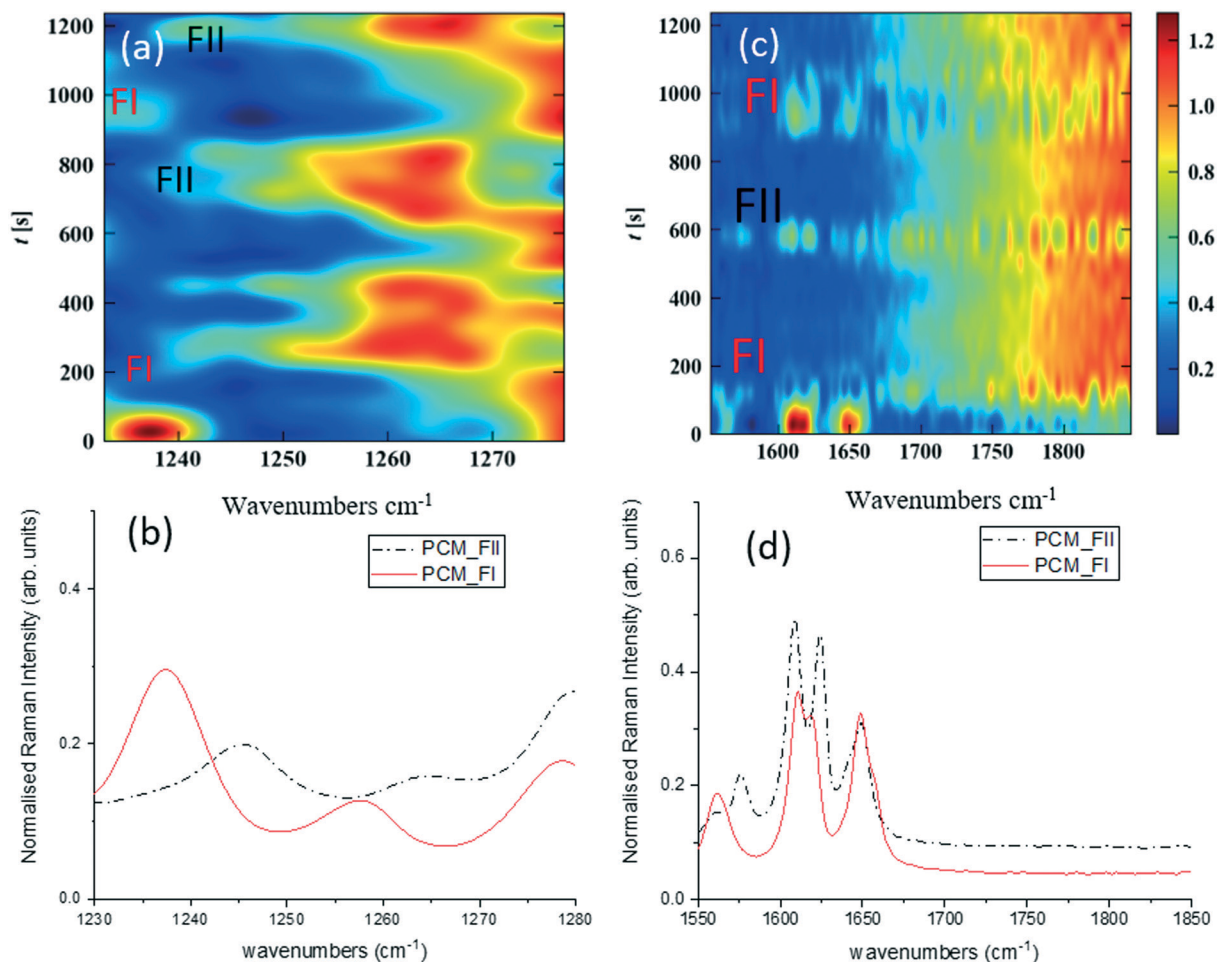 (a)
FII
FI
FII
FI
t [s]
1200
1000
800
600
400
200
0
1240
1250
1260
1270
Wavenumbers cm-1
(c)
FI
FII
FI
t [s]
1200
1000
800
600
400
200
0
1600
1650
1700
1750
1800
Wavenumbers cm-1
1.2
1.0
0.8
0.6
0.4
0.2
(b)
PCM_FII
PCM_FI
Normalised Raman Intensity (arb. units)
0.4
0.2
0.0
1230
1240
1250
1260
1270
1280
wavenumbers (cm-1)
(d)
PCM_FII
PCM_FI
Normalised Raman Intensity (arb. units)
0.6
0.4
0.2
0.0
1550
1600
1650
1700
1750
1800
1850
wavenumbers (cm-1)